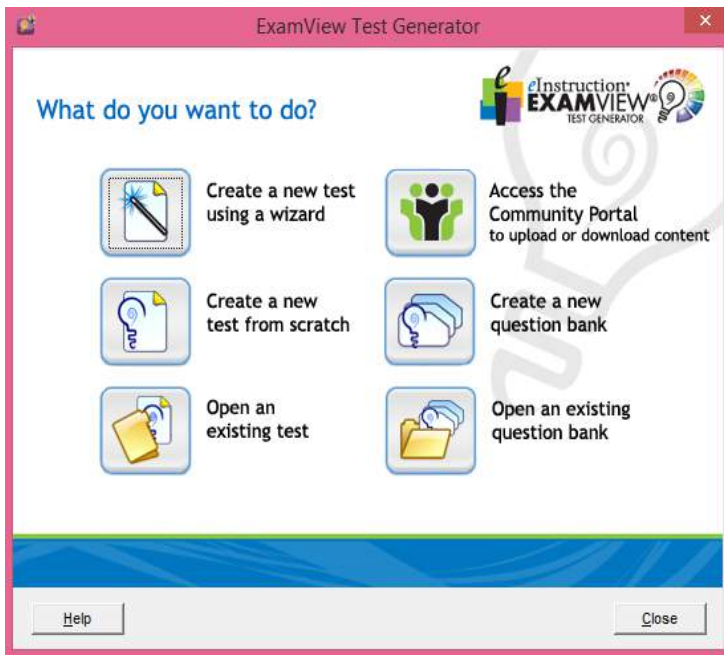 ExamView Test Generator
×
What do you want to do?
eInstruction
EXAMVIEW®
TEST GENERATOR
Create a new test
using a wizard
Access the
Community Portal
to upload or download content
Create a new
test from scratch
Create a new
question bank
Open an
existing test
Open an existing
question bank
Help
Close